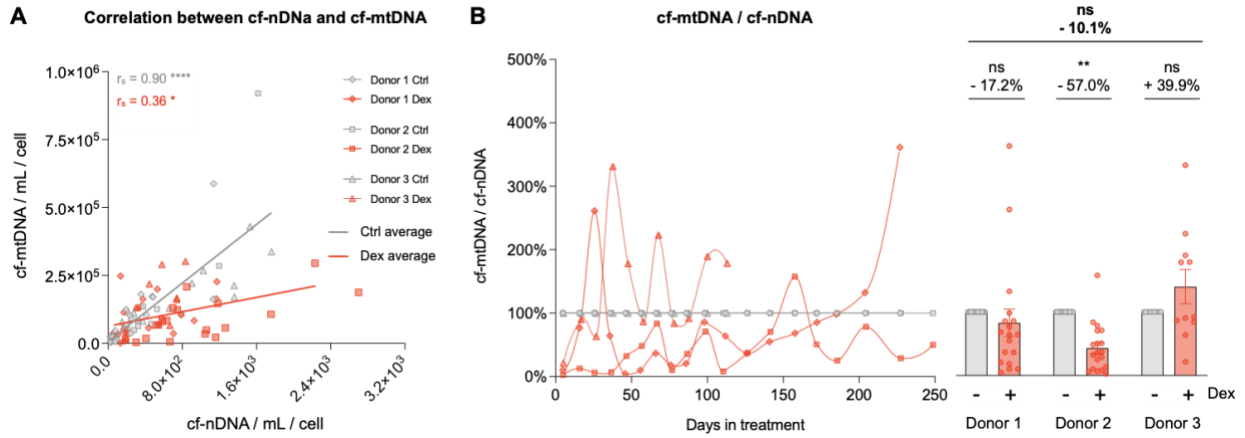 A
Correlation between cf-nDNa and cf-mtDNA
cf-mtDNA / mL / cell
1.0×10⁶
7.5×10⁵
5.0×10⁵
2.5×10⁵
0.0
rₛ = 0.90 ****
rₛ = 0.36 *
Donor 1 Ctrl
Donor 1 Dex
Donor 2 Ctrl
Donor 2 Dex
Donor 3 Ctrl
Donor 3 Dex
Ctrl average
Dex average
0.0
8.0×10²
1.6×10³
2.4×10³
3.2×10³
cf-nDNA / mL / cell
B
cf-mtDNA / cf-nDNA
cf-mtDNA / cf-nDNA
500%
400%
300%
200%
100%
0%
0 50 100 150 200 250
Days in treatment
ns
- 10.1%
ns ** ns
- 17.2% - 57.0% + 39.9%
- + - + - + Dex
Donor 1 Donor 2 Donor 3